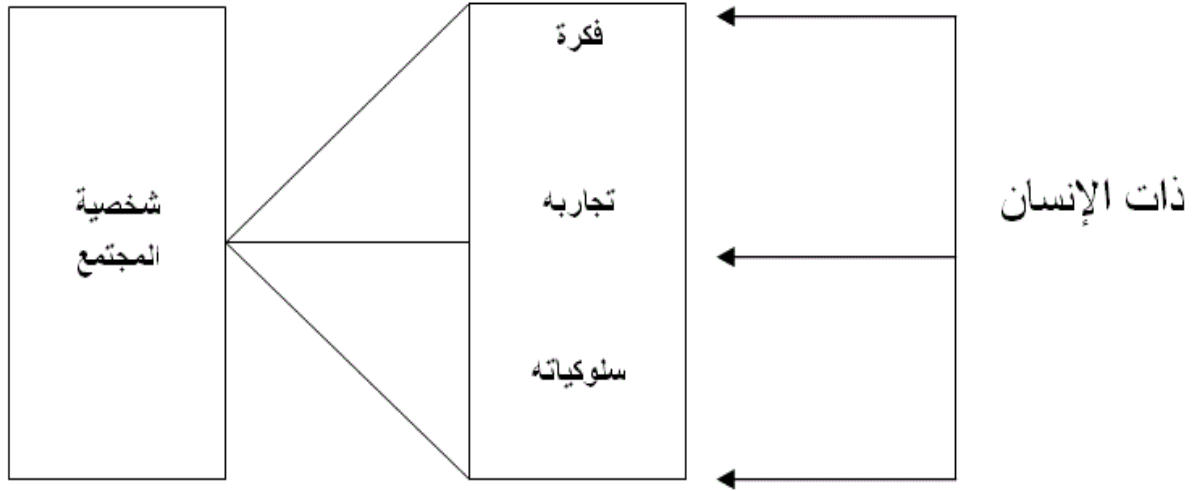 ذات الإنسان
فكرة
تجاربه
سلوكياته
شخصية
المجتمع